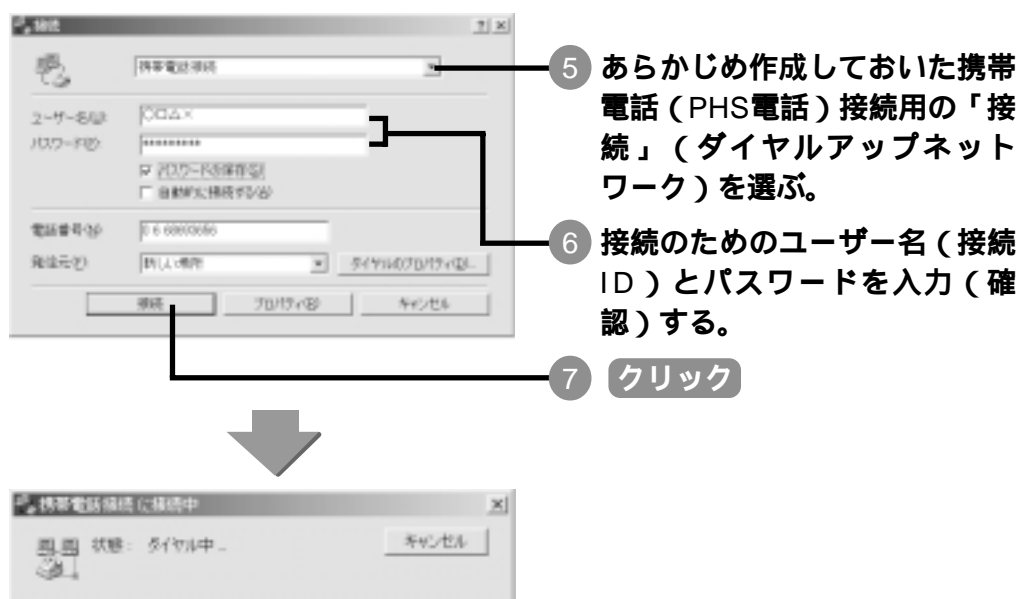 接続
携帯電話接続
ユーザー名(U):
○□△×
パスワード(P):
*********
パスワードを保存(S)
自動的に接続する(A)
電話番号(N):
発信元(F):
新しい場所
ダイヤルのプロパティ(D)...
接続
プロパティ(R)
キャンセル
5 あらかじめ作成しておいた携帯
電話(PHS電話)接続用の「接
続」(ダイヤルアップネット
ワーク)を選ぶ。
6 接続のためのユーザー名(接続
ID)とパスワードを入力(確
認)する。
7 クリック
携帯電話接続 に接続中
状態: ダイヤル中...
キャンセル